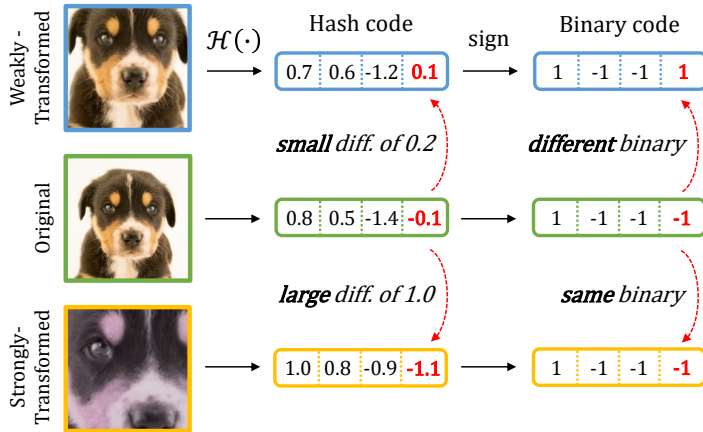 Hash code
Binary code
Weakly -
Transformed
ℋ(·)
sign
0.7 0.6 -1.2 0.1
1 -1 -1 1
small diff. of 0.2
different binary
Original
0.8 0.5 -1.4 -0.1
1 -1 -1 -1
large diff. of 1.0
same binary
Strongly-
Transformed
1.0 0.8 -0.9 -1.1
1 -1 -1 -1